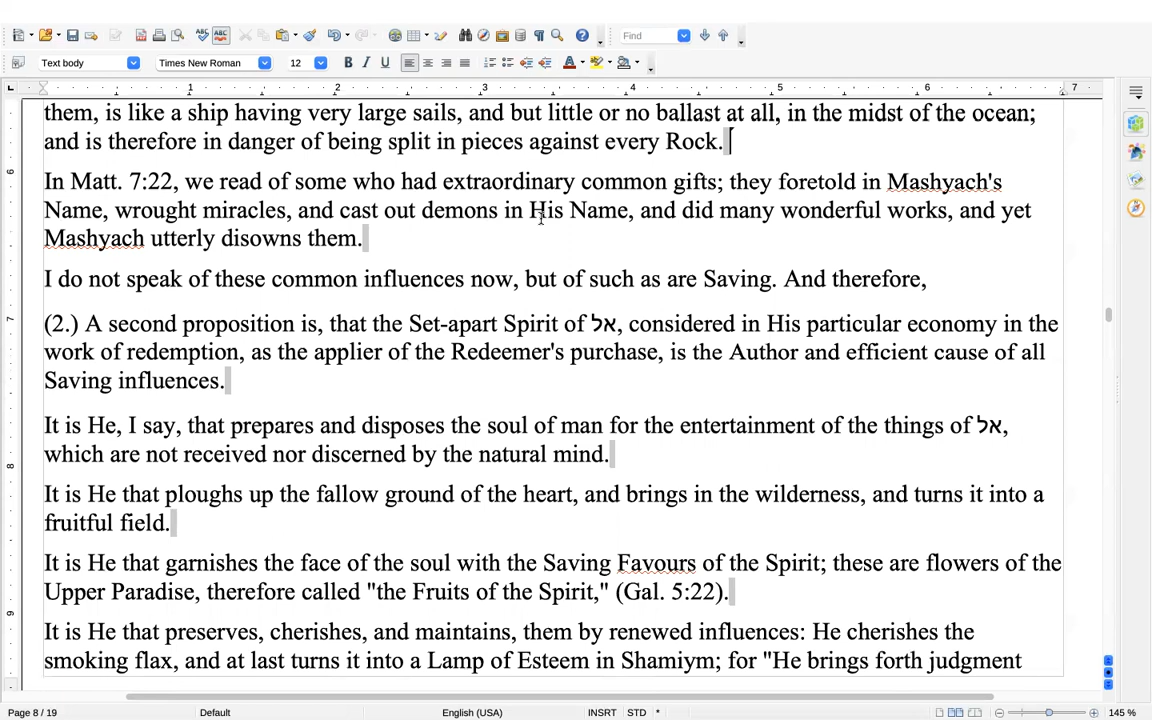 Find
Text body Times New Roman 12
1 2 3 4 5 6 7
them, is like a ship having very large sails, and but little or no ballast at all, in the midst of the ocean;
and is therefore in danger of being split in pieces against every Rock.
In Matt. 7:22, we read of some who had extraordinary common gifts; they foretold in Mashyach's
Name, wrought miracles, and cast out demons in His Name, and did many wonderful works, and yet
Mashyach utterly disowns them.
I do not speak of these common influences now, but of such as are Saving. And therefore,
(2.) A second proposition is, that the Set-apart Spirit of אל, considered in His particular economy in the
work of redemption, as the applier of the Redeemer's purchase, is the Author and efficient cause of all
Saving influences.
It is He, I say, that prepares and disposes the soul of man for the entertainment of the things of אל,
which are not received nor discerned by the natural mind.
It is He that ploughs up the fallow ground of the heart, and brings in the wilderness, and turns it into a
fruitful field.
It is He that garnishes the face of the soul with the Saving Favours of the Spirit; these are flowers of the
Upper Paradise, therefore called "the Fruits of the Spirit," (Gal. 5:22).
It is He that preserves, cherishes, and maintains, them by renewed influences: He cherishes the
smoking flax, and at last turns it into a Lamp of Esteem in Shamiym; for "He brings forth judgment
6
7
8
9
Page 8 / 19 Default English (USA) INSRT STD * 145 %